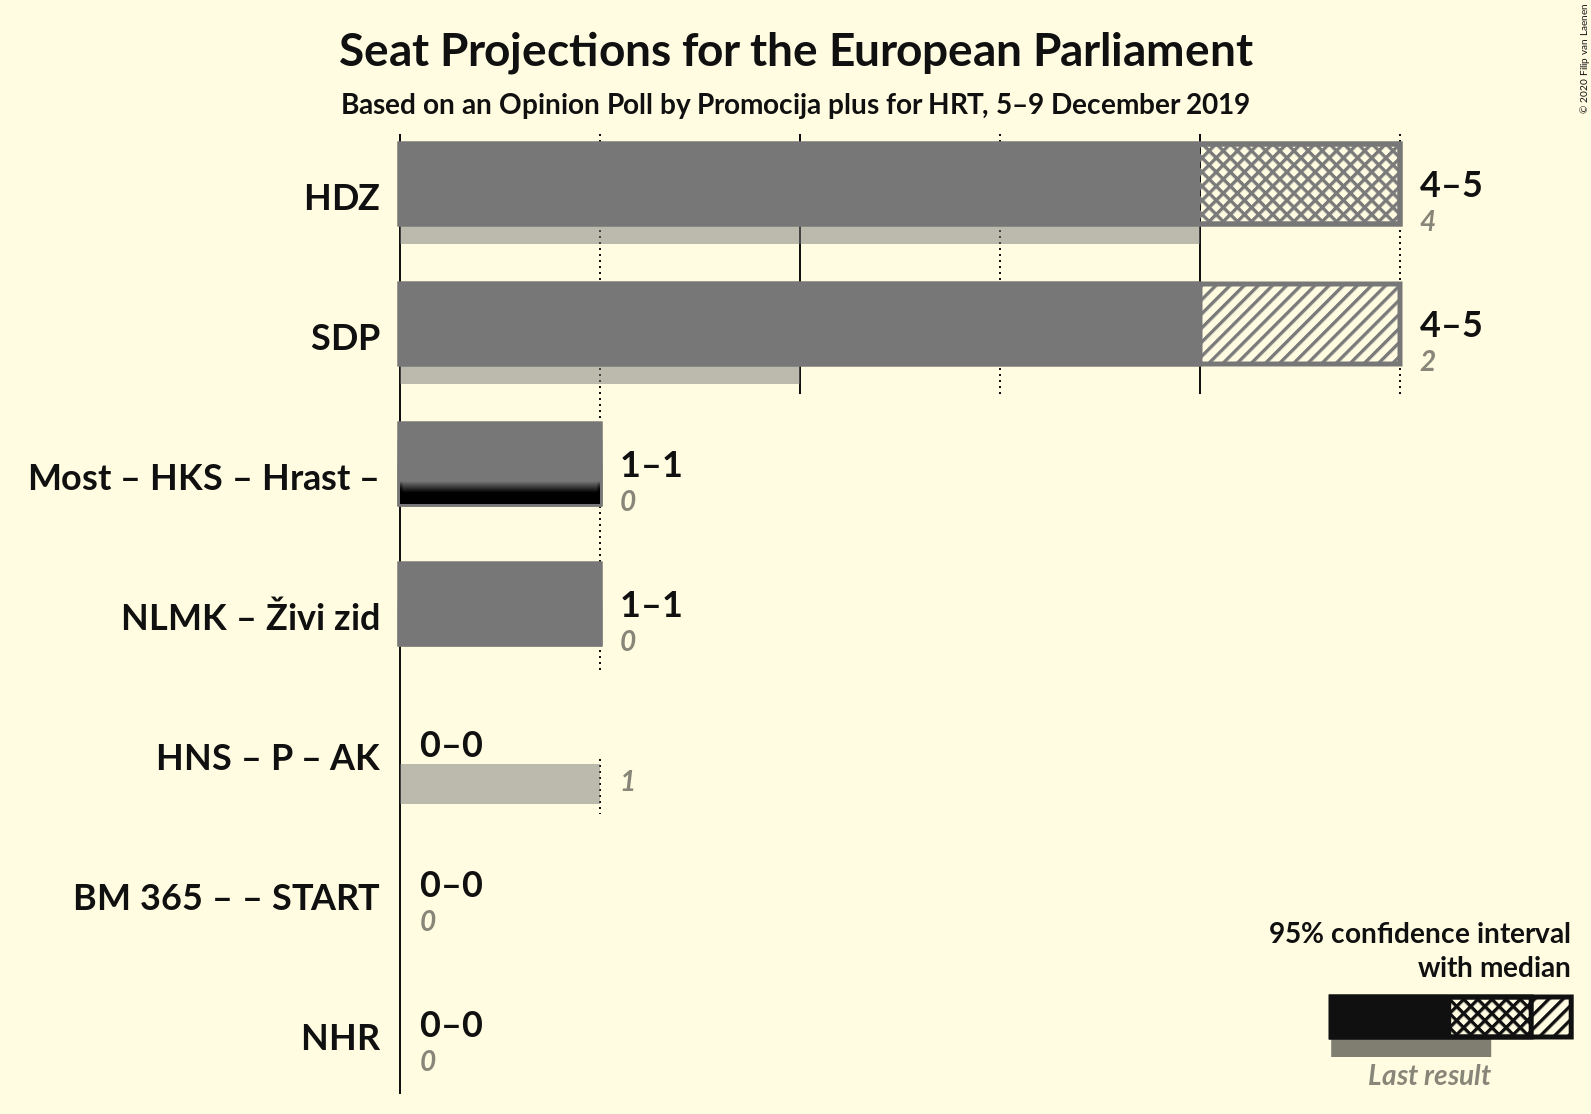 Seat Projections for the European Parliament
Based on an Opinion Poll by Promocija plus for HRT, 5–9 December 2019
© 2020 Filip van Laenen
HDZ
4–5
4
SDP
4–5
2
Most – HKS – Hrast –
1–1
0
NLMK – Živi zid
1–1
0
HNS – P – AK
0–0
1
BM 365 – – START
0–0
0
NHR
0–0
0
95% confidence interval
with median
Last result